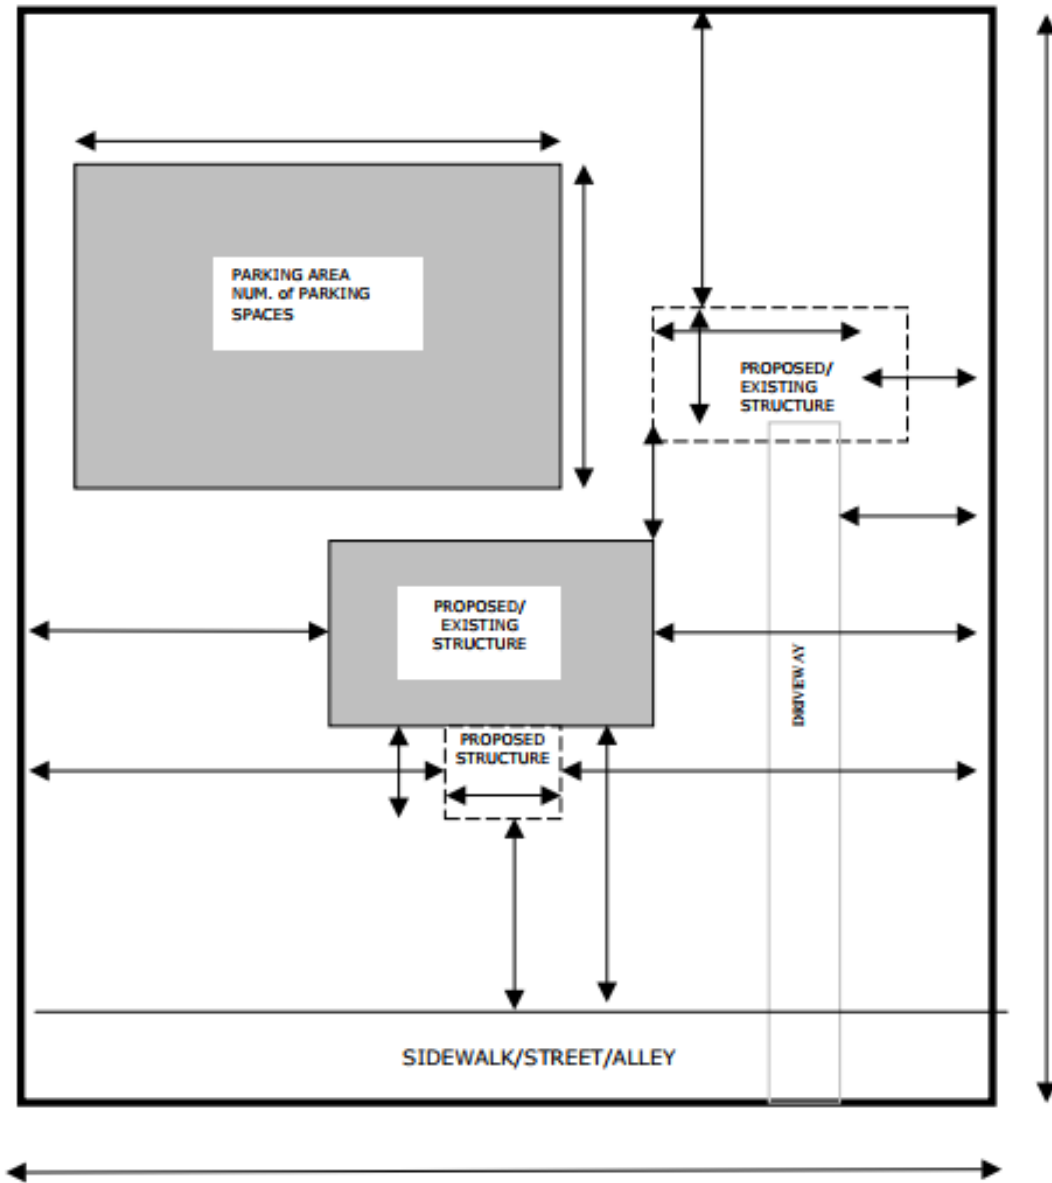 PARKING AREA
NUM. of PARKING
SPACES
PROPOSED/
EXISTING
STRUCTURE
PROPOSED/
EXISTING
STRUCTURE
DRIVEWAY
PROPOSED
STRUCTURE
SIDEWALK/STREET/ALLEY